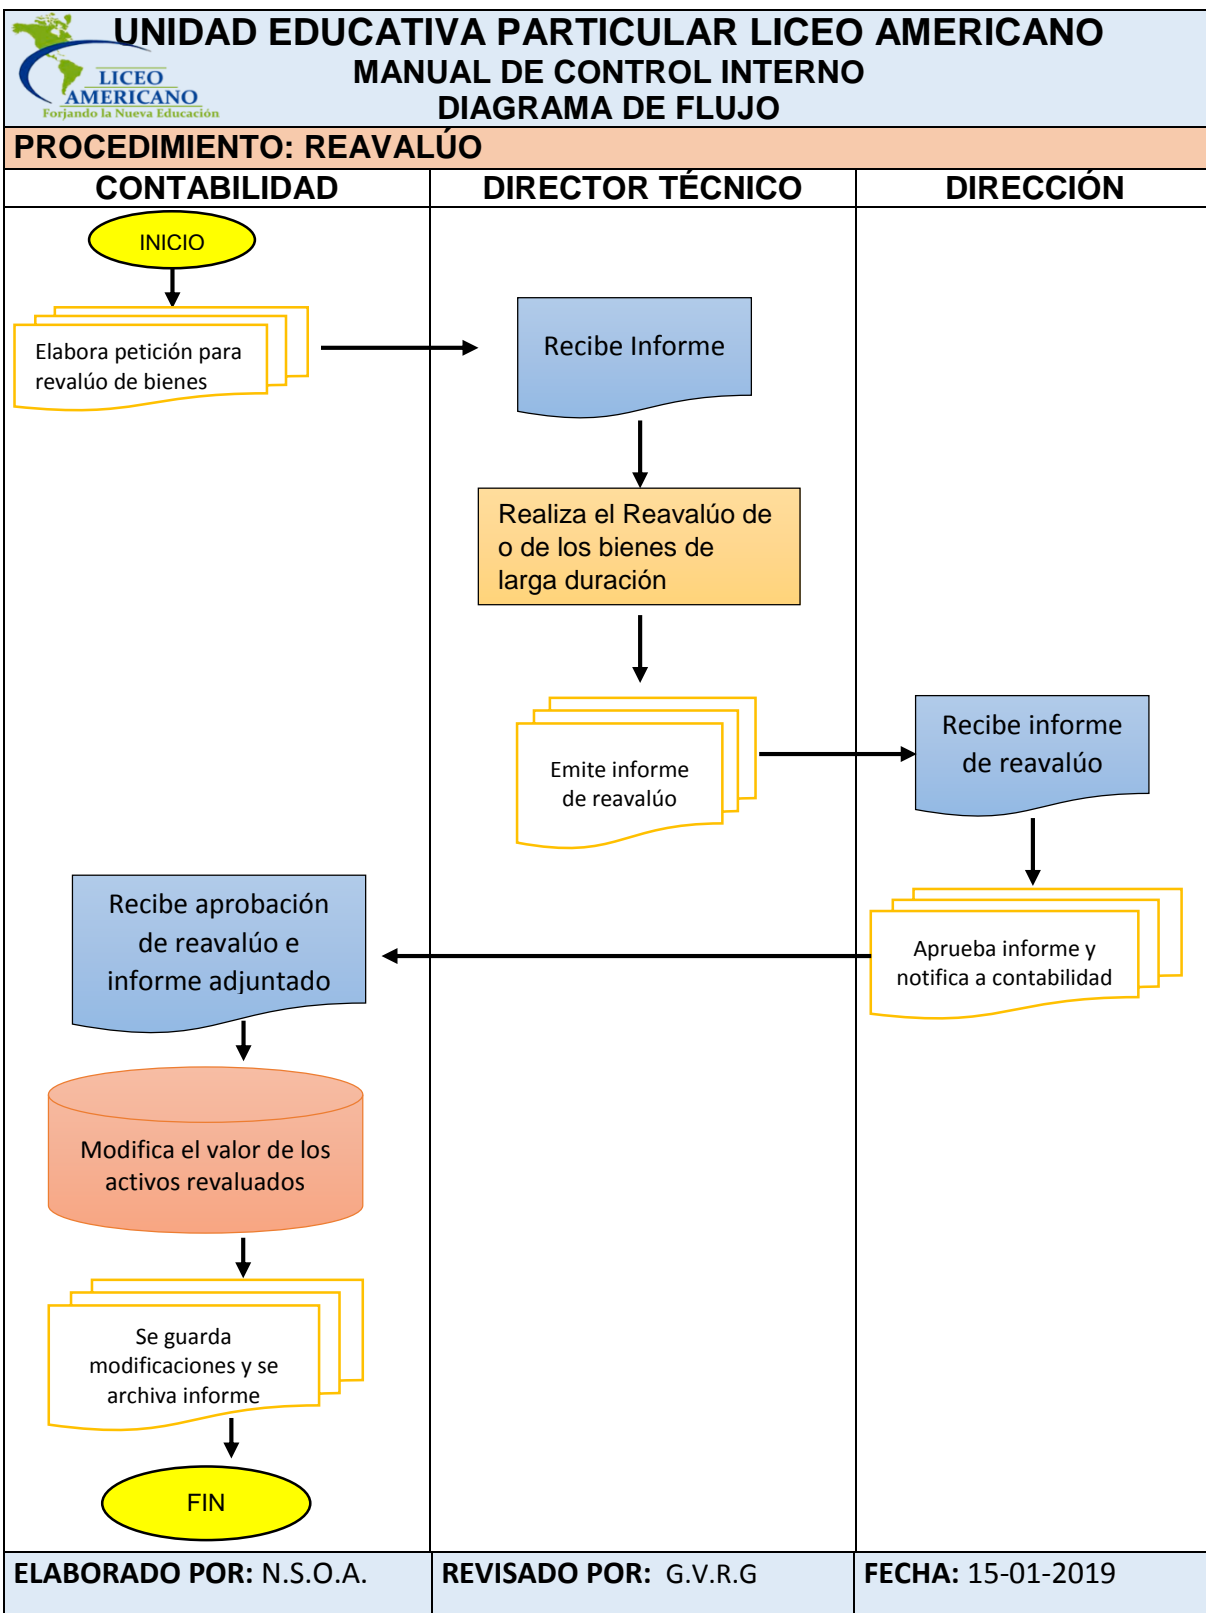 UNIDAD EDUCATIVA PARTICULAR LICEO AMERICANO
MANUAL DE CONTROL INTERNO
DIAGRAMA DE FLUJO
LICEO
AMERICANO
Forjando la Nueva Educación
PROCEDIMIENTO: REAVALÚO
CONTABILIDAD
DIRECTOR TÉCNICO
DIRECCIÓN
INICIO
Elabora petición para
revalúo de bienes
Recibe Informe
Realiza el Reavalúo de
o de los bienes de
larga duración
Emite informe
de reavalúo
Recibe informe
de reavalúo
Aprueba informe y
notifica a contabilidad
Recibe aprobación
de reavalúo e
informe adjuntado
Modifica el valor de los
activos revaluados
Se guarda
modificaciones y se
archiva informe
FIN
ELABORADO POR: N.S.O.A.
REVISADO POR: G.V.R.G
FECHA: 15-01-2019